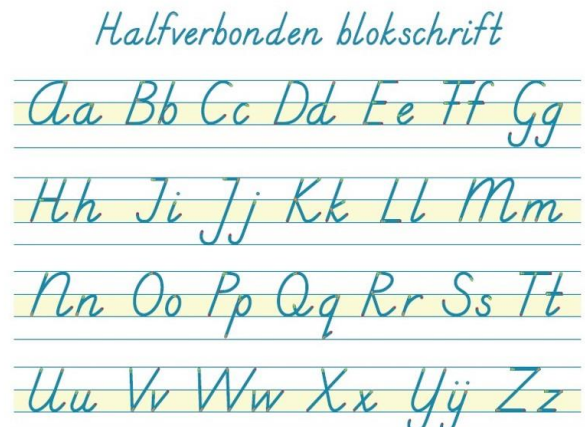 Halfverbonden blokschrift
Aa Bb Cc Dd Ee Ff Gg
Hh Ii Jj Kk Ll Mm
Nn Oo Pp Qq Rr Ss Tt
Uu Vv Ww Xx Yÿ Zz